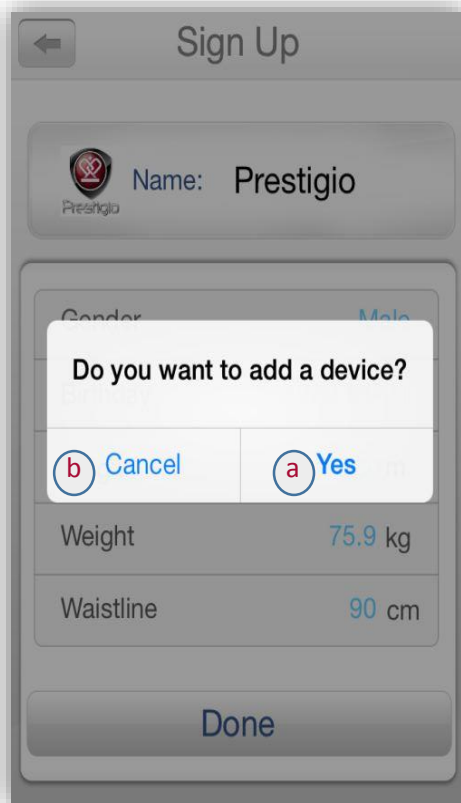 Sign Up
Prestigio
Name: Prestigio
Gender Male
Do you want to add a device?
b Cancel a Yes
Weight 75.9 kg
Waistline 90 cm
Done